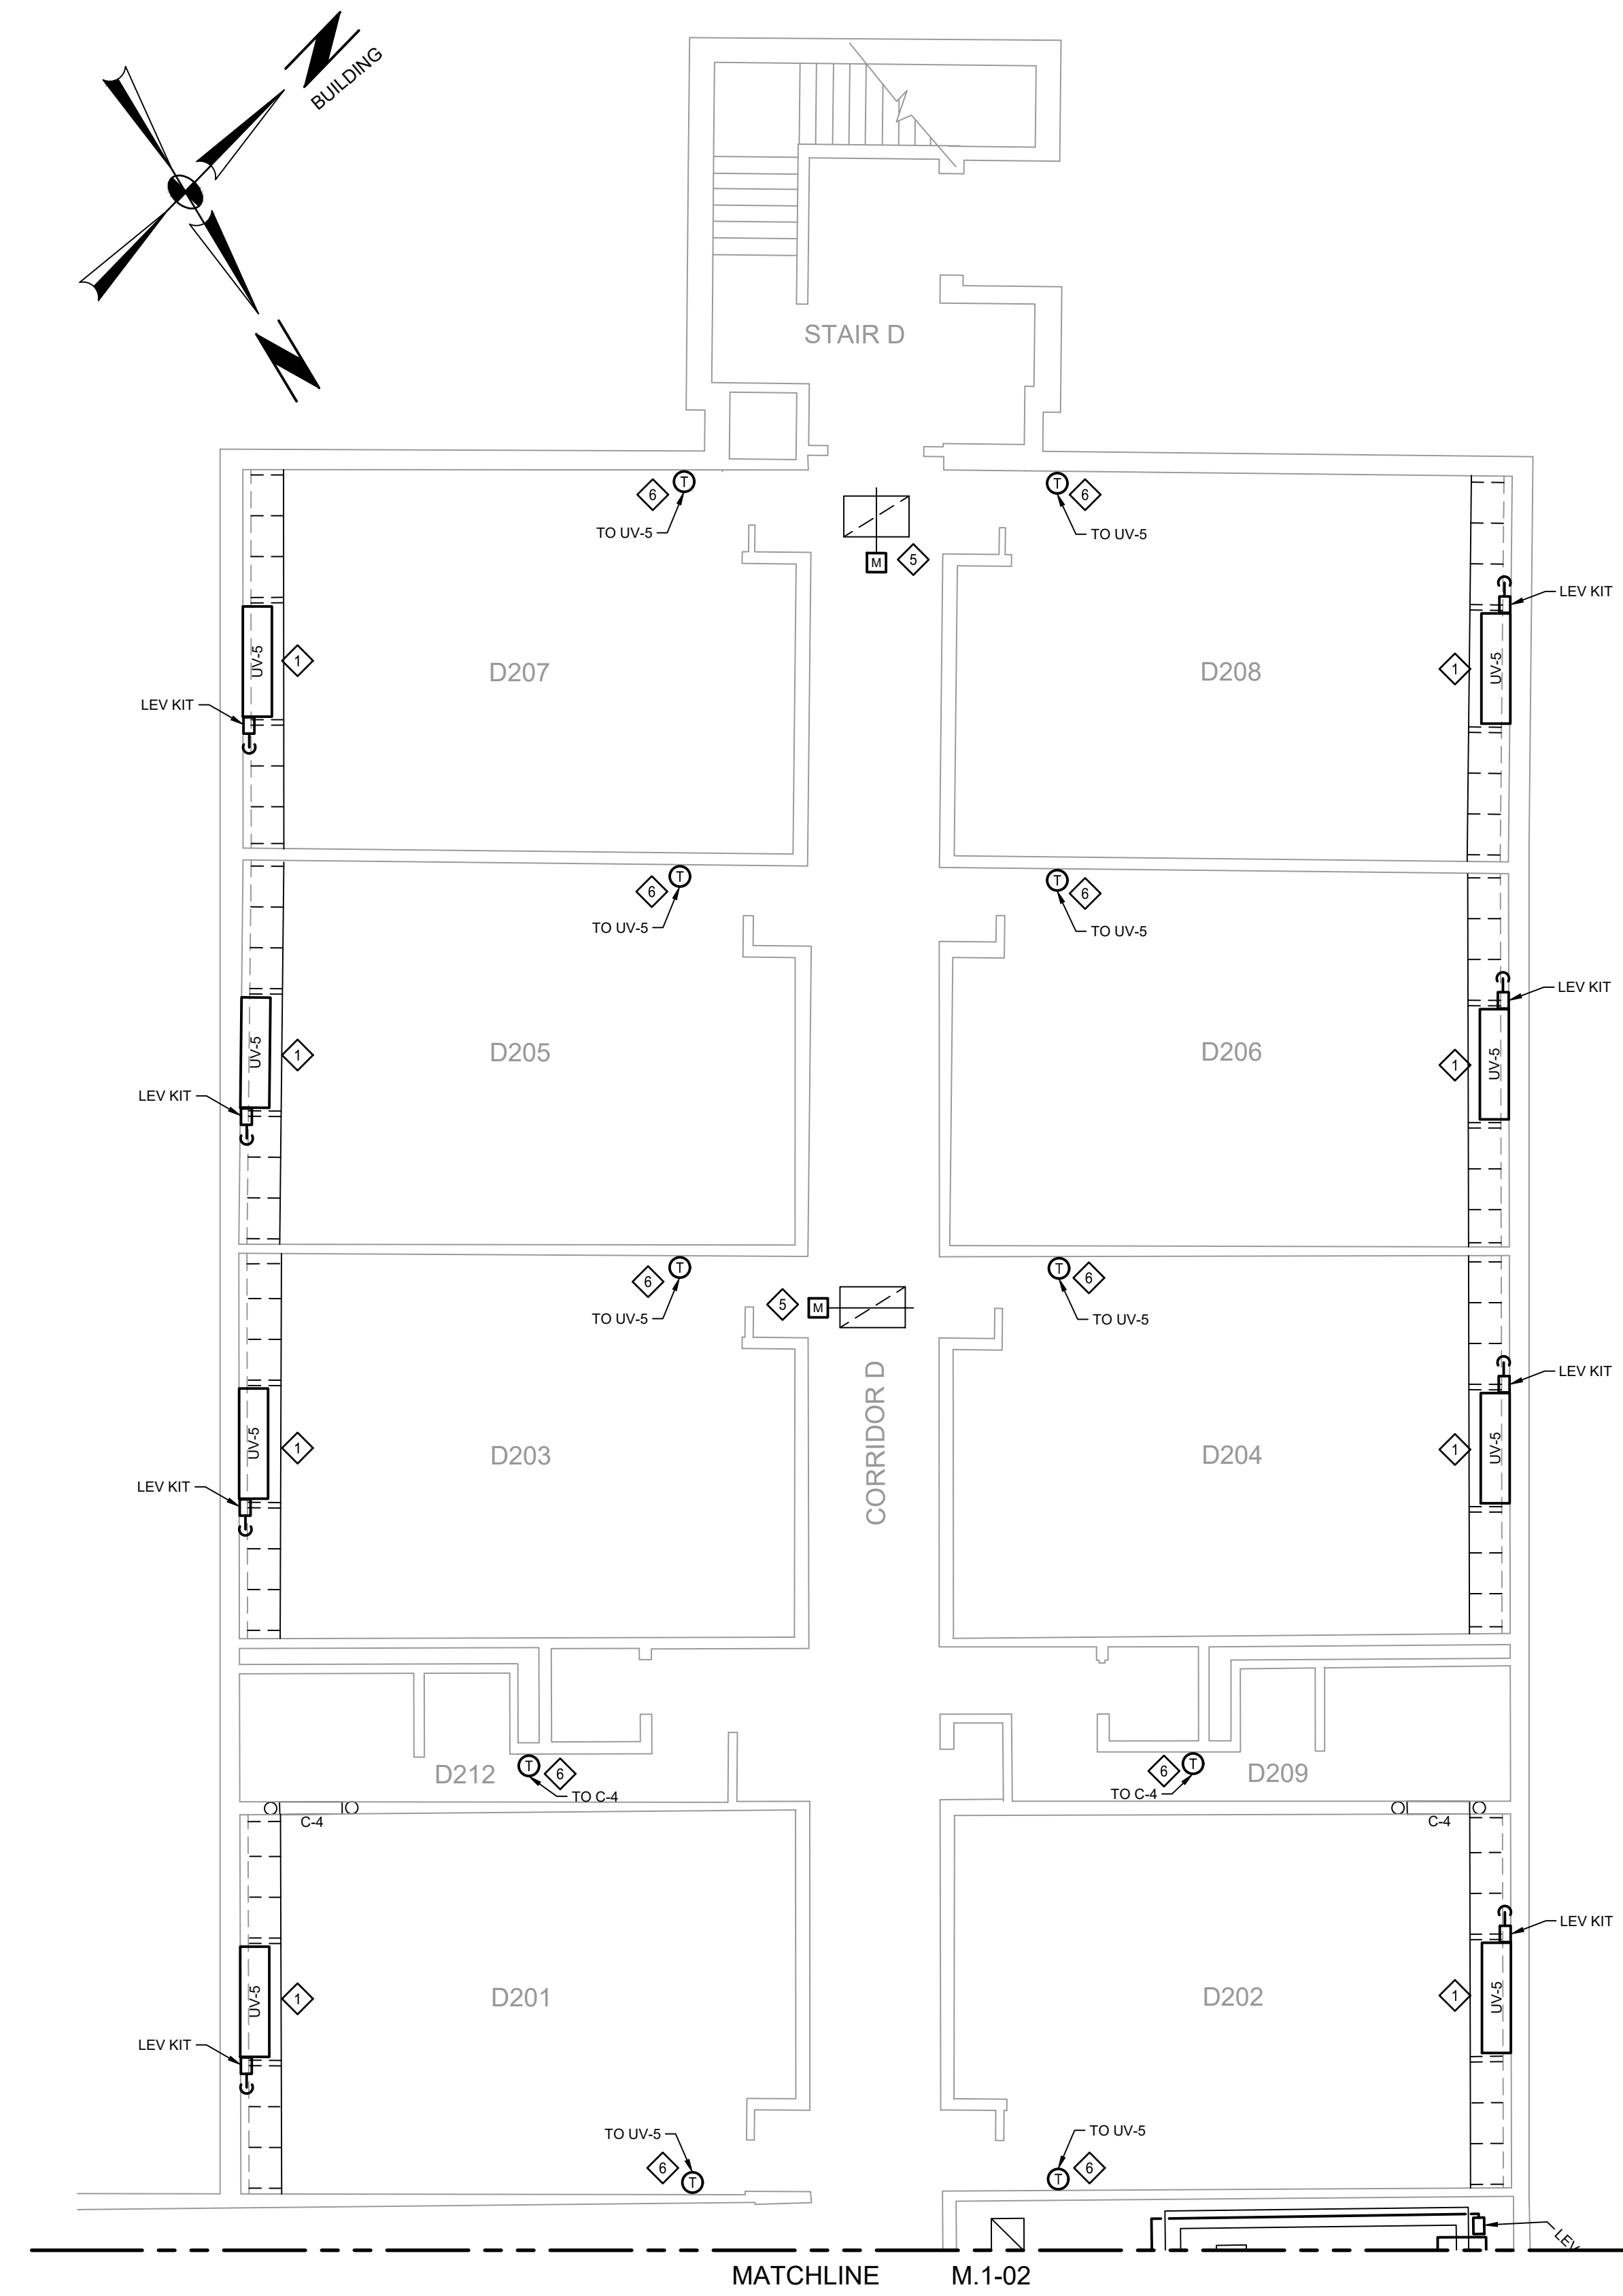 N
BUILDING
N
STAIR D
6
T
TO UV-5
T
6
TO UV-5
M
5
LEV KIT
UV-5
1
D207
D208
1
UV-5
LEV KIT
6
T
TO UV-5
T
6
TO UV-5
LEV KIT
UV-5
1
D205
D206
1
UV-5
LEV KIT
6
T
TO UV-5
T
6
TO UV-5
5
M
CORRIDOR D
LEV KIT
UV-5
1
D203
D204
1
UV-5
LEV KIT
D212
T
6
TO C-4
6
T
TO C-4
D209
C-4
C-4
LEV KIT
UV-5
1
D201
D202
1
UV-5
LEV KIT
TO UV-5
6
T
TO UV-5
T
6
LEV
MATCHLINE M.1-02